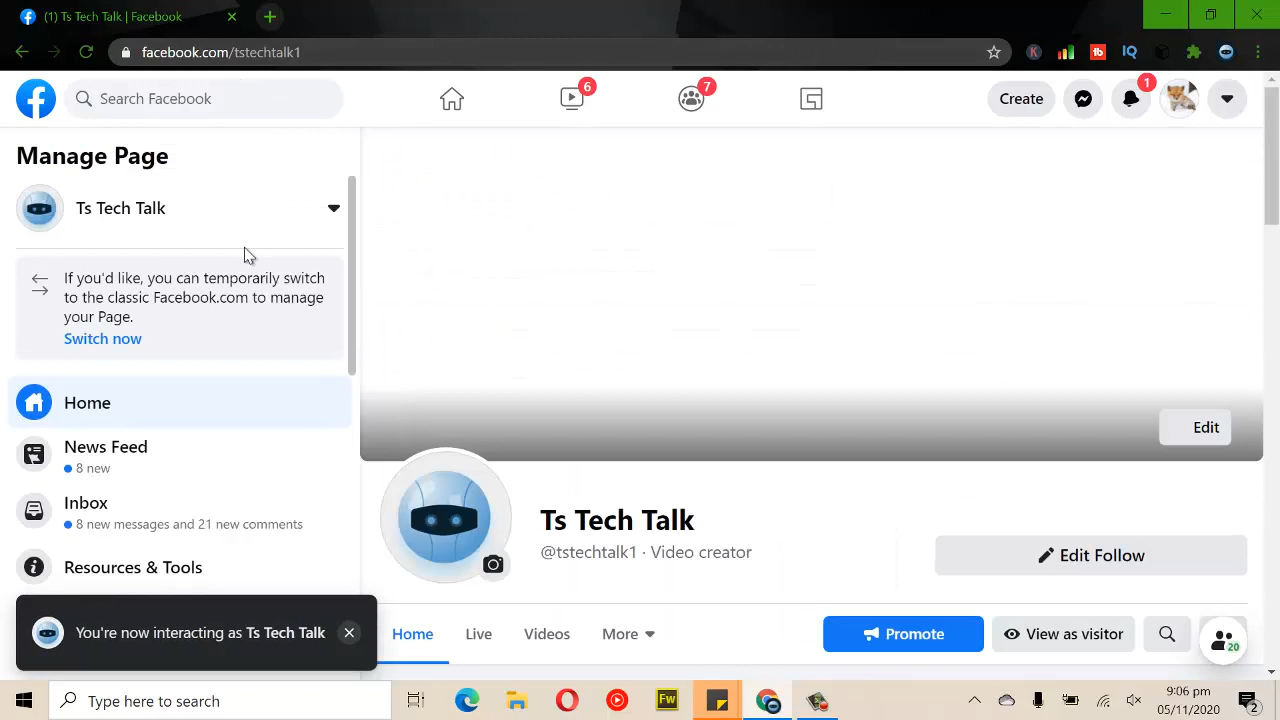 (1) Ts Tech Talk | Facebook
facebook.com/tstechtalk1
Search Facebook
6
7
Create
1
Manage Page
Ts Tech Talk
If you'd like, you can temporarily switch
to the classic Facebook.com to manage
your Page.
Switch now
Home
News Feed
8 new
Inbox
8 new messages and 21 new comments
Resources & Tools
You're now interacting as Ts Tech Talk
Edit
Ts Tech Talk
@tstechtalk1 · Video creator
Edit Follow
Home
Live
Videos
More
Promote
View as visitor
20
Type here to search
Fw
9:06 pm
05/11/2020
2